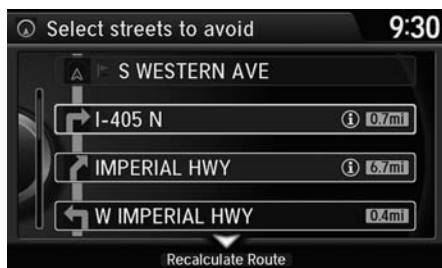 Select streets to avoid 9:30
S WESTERN AVE
I-405 N 0.7mi
IMPERIAL HWY 6.7mi
W IMPERIAL HWY 0.4mi
Recalculate Route